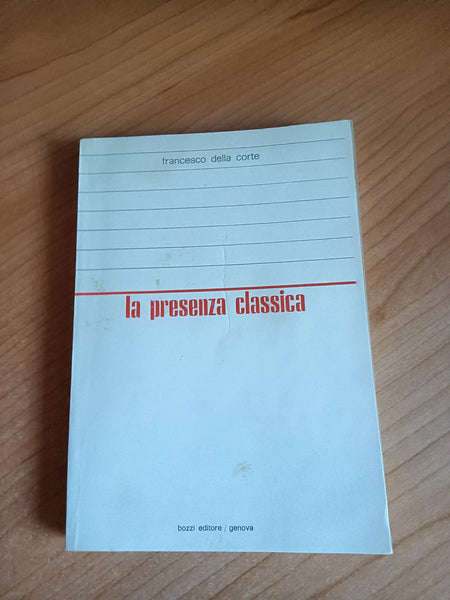 francesco della corte
la presenza classica
bozzi editore / genova